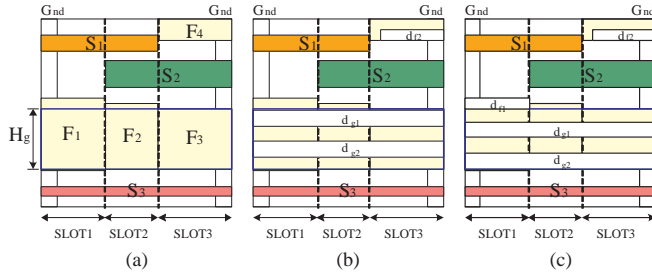 Gnd Gnd
F4
S1
S2
Hg
F1 F2 F3
S3
SLOT1 SLOT2 SLOT3
(a)
Gnd Gnd
df2
S1
S2
dg1
dg2
S3
SLOT1 SLOT2 SLOT3
(b)
Gnd Gnd
df2
S1
S2
df1
dg1
dg2
S3
SLOT1 SLOT2 SLOT3
(c)